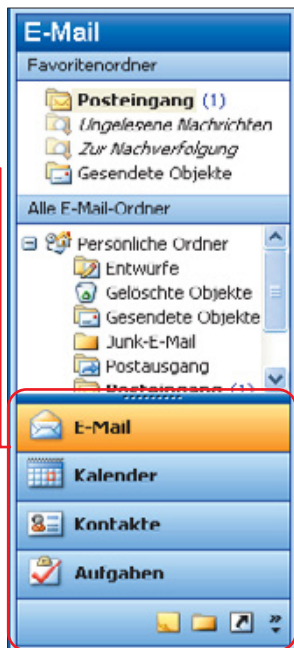 E-Mail
Favoritenordner
Posteingang (1)
Ungelesene Nachrichten
Zur Nachverfolgung
Gesendete Objekte
Alle E-Mail-Ordner
Persönliche Ordner
Entwürfe
Gelöschte Objekte
Gesendete Objekte
Junk-E-Mail
Postausgang
Posteingang (1)
E-Mail
Kalender
Kontakte
Aufgaben